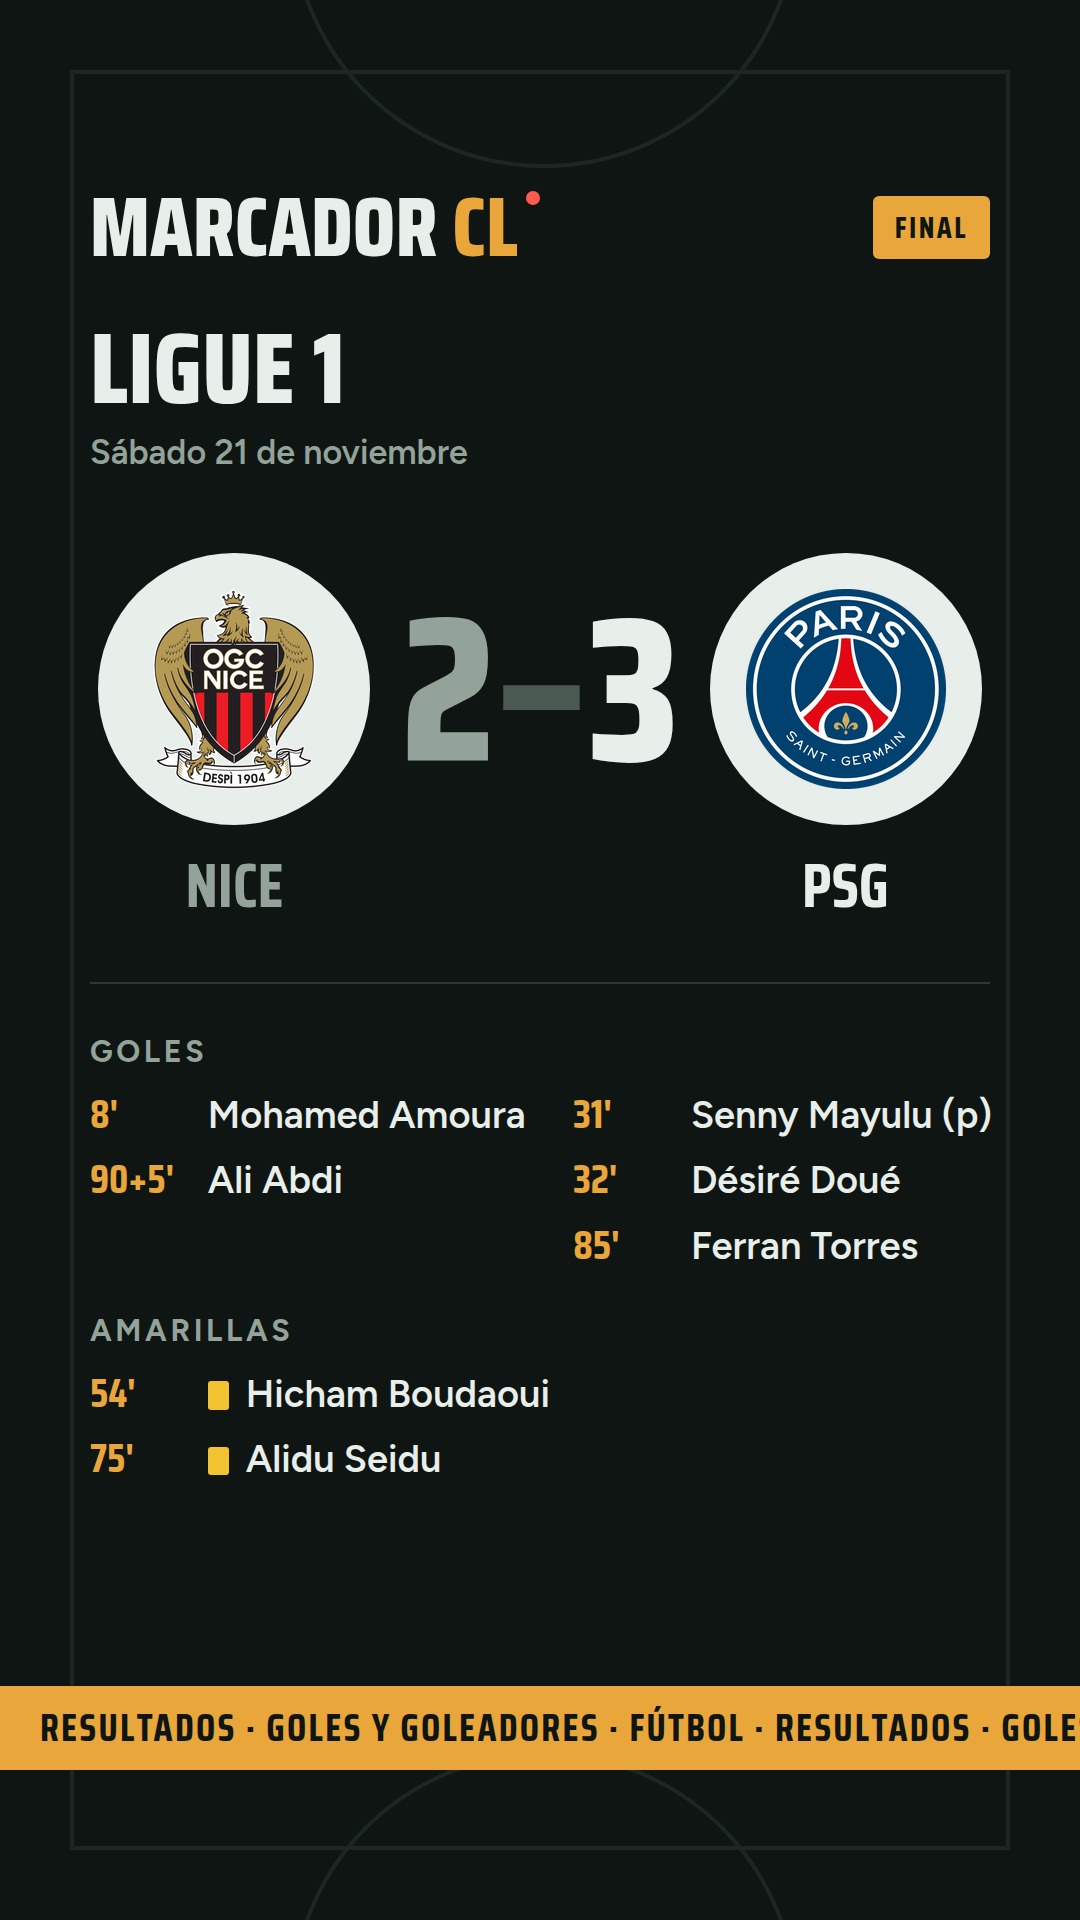 MARCADOR CL
FINAL
LIGUE 1
Sábado 21 de noviembre
OGC
NICE
DESPÌ 1904
2–3
PARIS
SAINT - GERMAIN
NICE
PSG
GOLES
8' Mohamed Amoura
31' Senny Mayulu (p)
90+5' Ali Abdi
32' Désiré Doué
85' Ferran Torres
AMARILLAS
54' Hicham Boudaoui
75' Alidu Seidu
RESULTADOS · GOLES Y GOLEADORES · FÚTBOL · RESULTADOS · GOLES